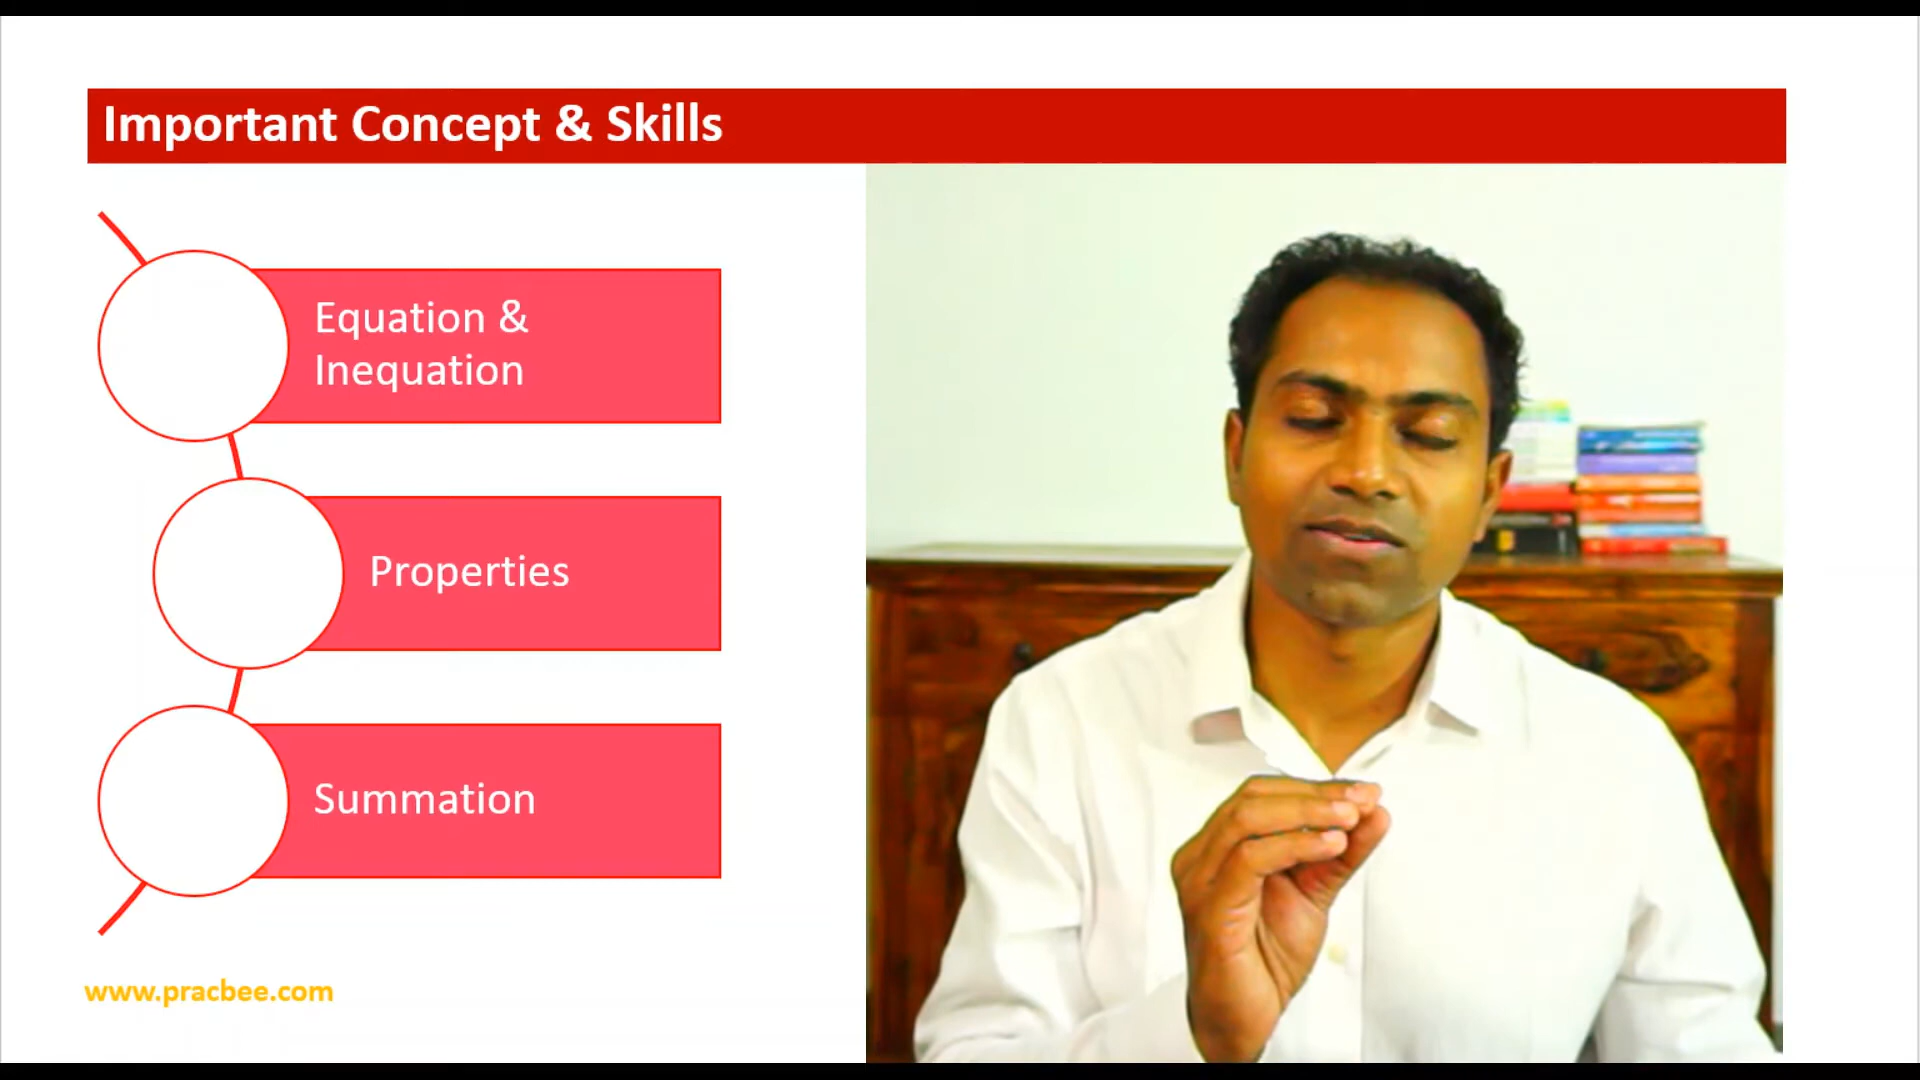 Important Concept & Skills
Equation &
Inequation
Properties
Summation
www.pracbee.com